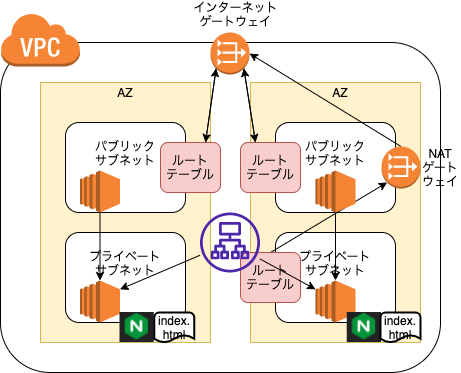 インターネット
ゲートウェイ
VPC
AZ
AZ
パブリック
サブネット
ルート
テーブル
ルート
テーブル
パブリック
サブネット
NAT
ゲート
ウェイ
プライベート
サブネット
ルート
テーブル
プライベート
サブネット
N
index.
html
N
index.
html